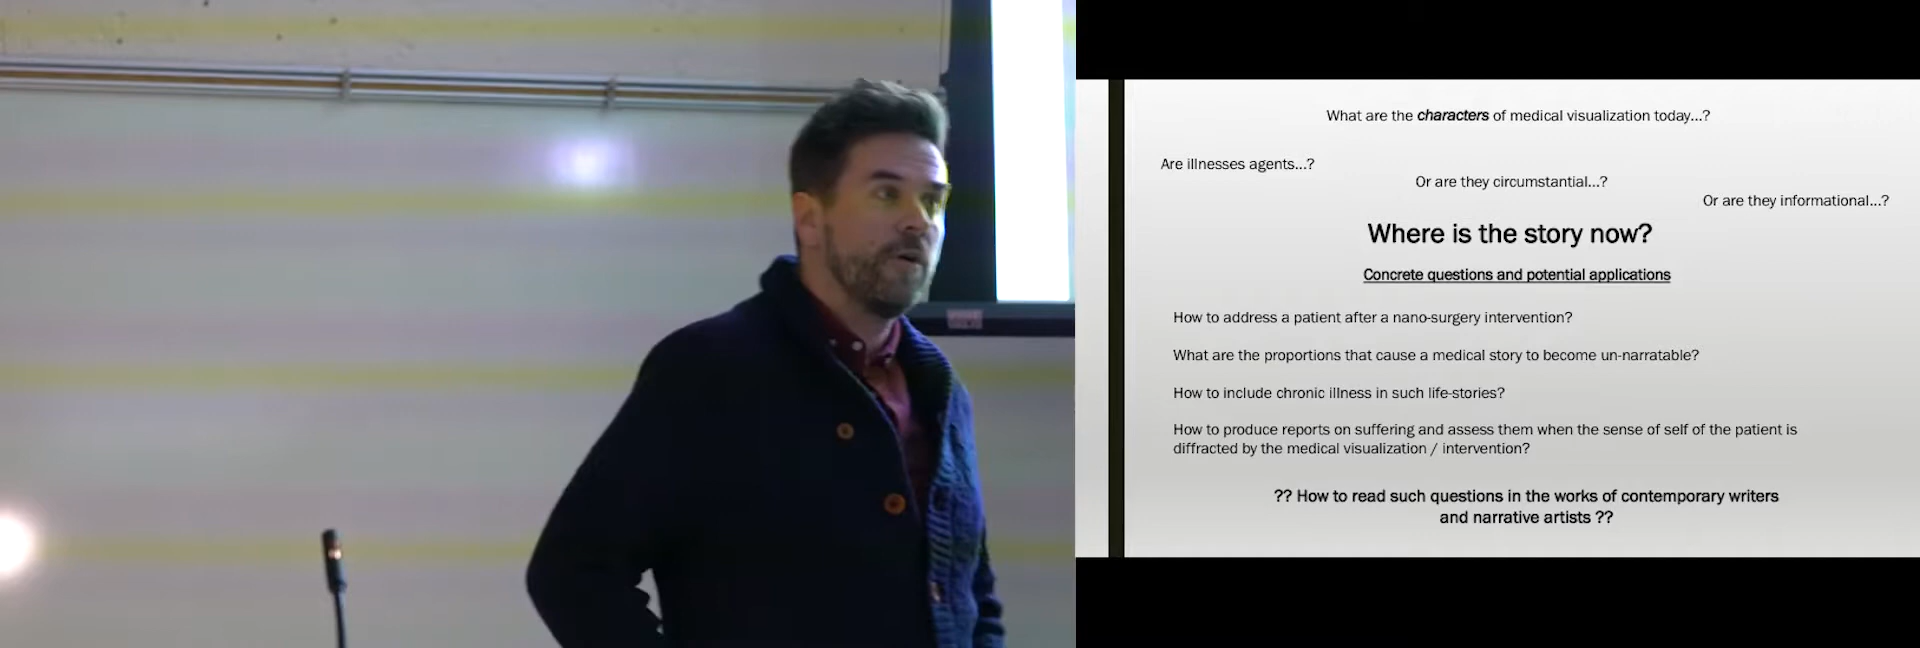 What are the characters of medical visualization today...?
Are illnesses agents...?
Or are they circumstantial...?
Or are they informational...?
Where is the story now?
Concrete questions and potential applications
How to address a patient after a nano-surgery intervention?
What are the proportions that cause a medical story to become un-narratable?
How to include chronic illness in such life-stories?
How to produce reports on suffering and assess them when the sense of self of the patient is
diffracted by the medical visualization / intervention?
?? How to read such questions in the works of contemporary writers
and narrative artists ??